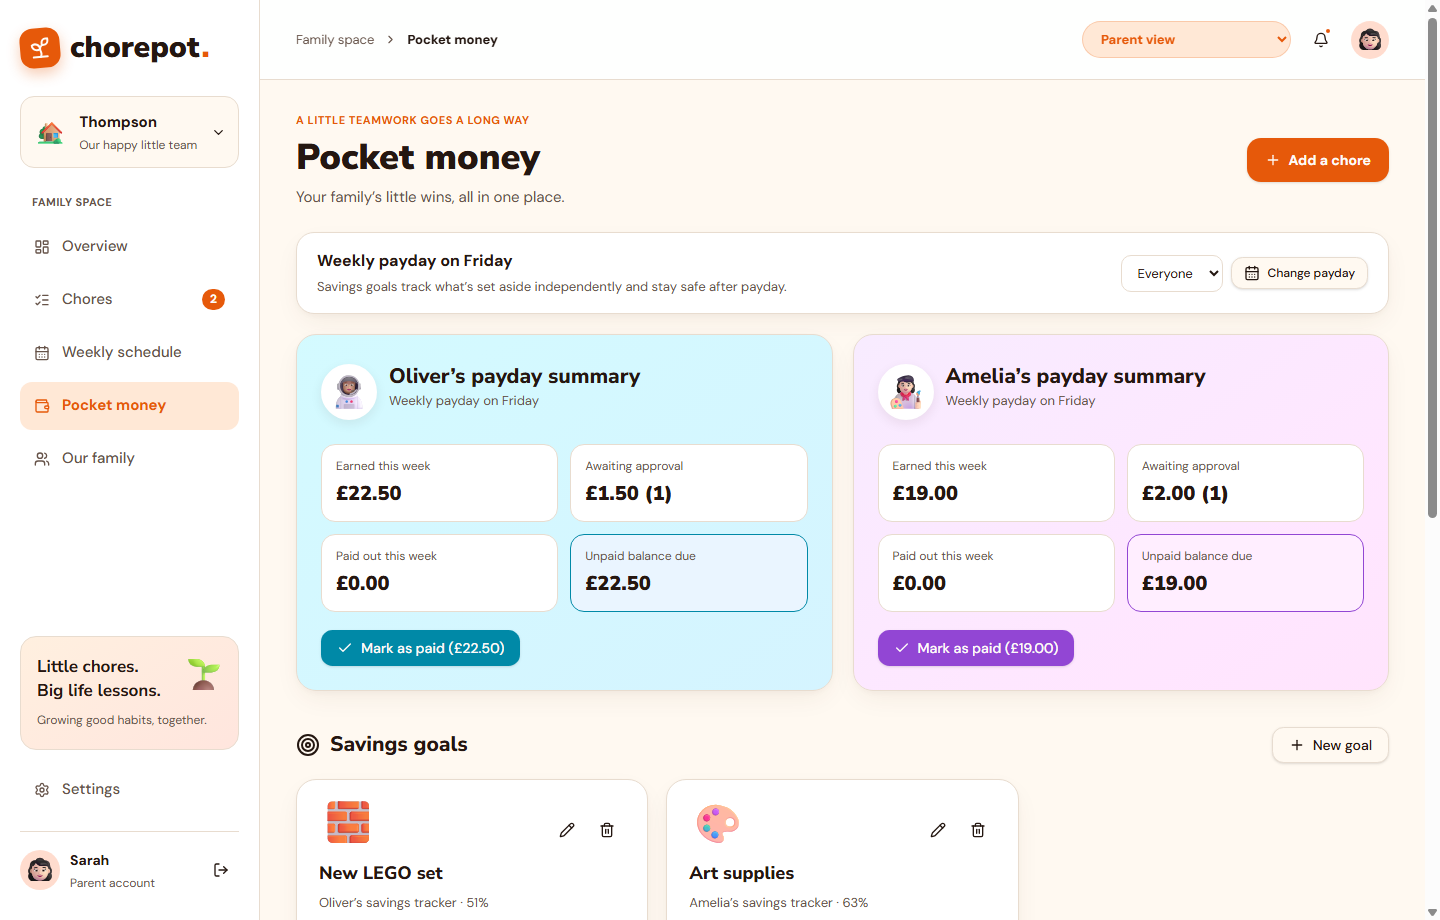 chorepot.
Thompson
Our happy little team
FAMILY SPACE
Overview
Chores
2
Weekly schedule
Pocket money
Our family
Little chores.
Big life lessons.
Growing good habits, together.
Settings
Sarah
Parent account
Family space > Pocket money
Parent view
A LITTLE TEAMWORK GOES A LONG WAY
Pocket money
Your family's little wins, all in one place.
+ Add a chore
Weekly payday on Friday
Savings goals track what's set aside independently and stay safe after payday.
Everyone
Change payday
Oliver's payday summary
Weekly payday on Friday
Earned this week
£22.50
Awaiting approval
£1.50 (1)
Paid out this week
£0.00
Unpaid balance due
£22.50
Mark as paid (£22.50)
Amelia's payday summary
Weekly payday on Friday
Earned this week
£19.00
Awaiting approval
£2.00 (1)
Paid out this week
£0.00
Unpaid balance due
£19.00
Mark as paid (£19.00)
Savings goals
+ New goal
New LEGO set
Oliver's savings tracker · 51%
Art supplies
Amelia's savings tracker · 63%